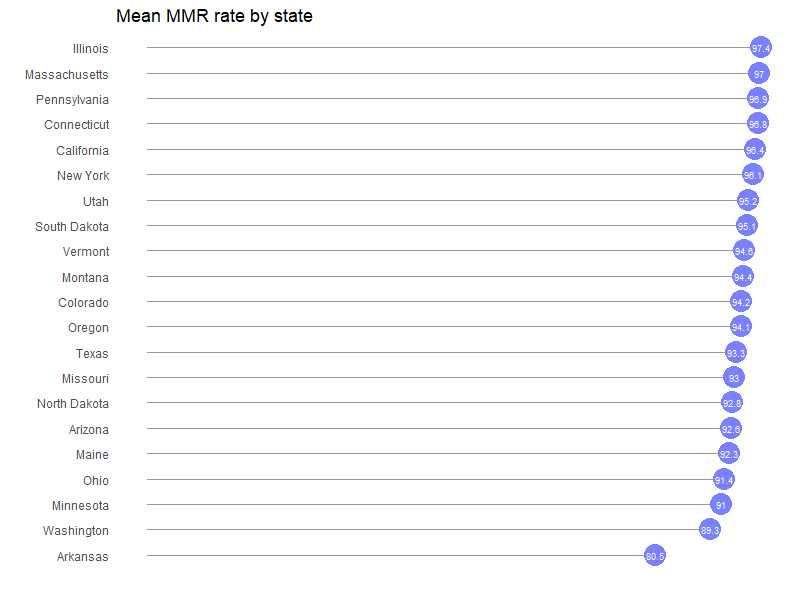 Mean MMR rate by state
Illinois 97.4
Massachusetts 97
Pennsylvania 96.9
Connecticut 96.8
California 96.4
New York 96.1
Utah 95.2
South Dakota 95.1
Vermont 94.6
Montana 94.4
Colorado 94.2
Oregon 94.1
Texas 93.3
Missouri 93
North Dakota 92.8
Arizona 92.6
Maine 92.3
Ohio 91.4
Minnesota 91
Washington 89.3
Arkansas 80.5